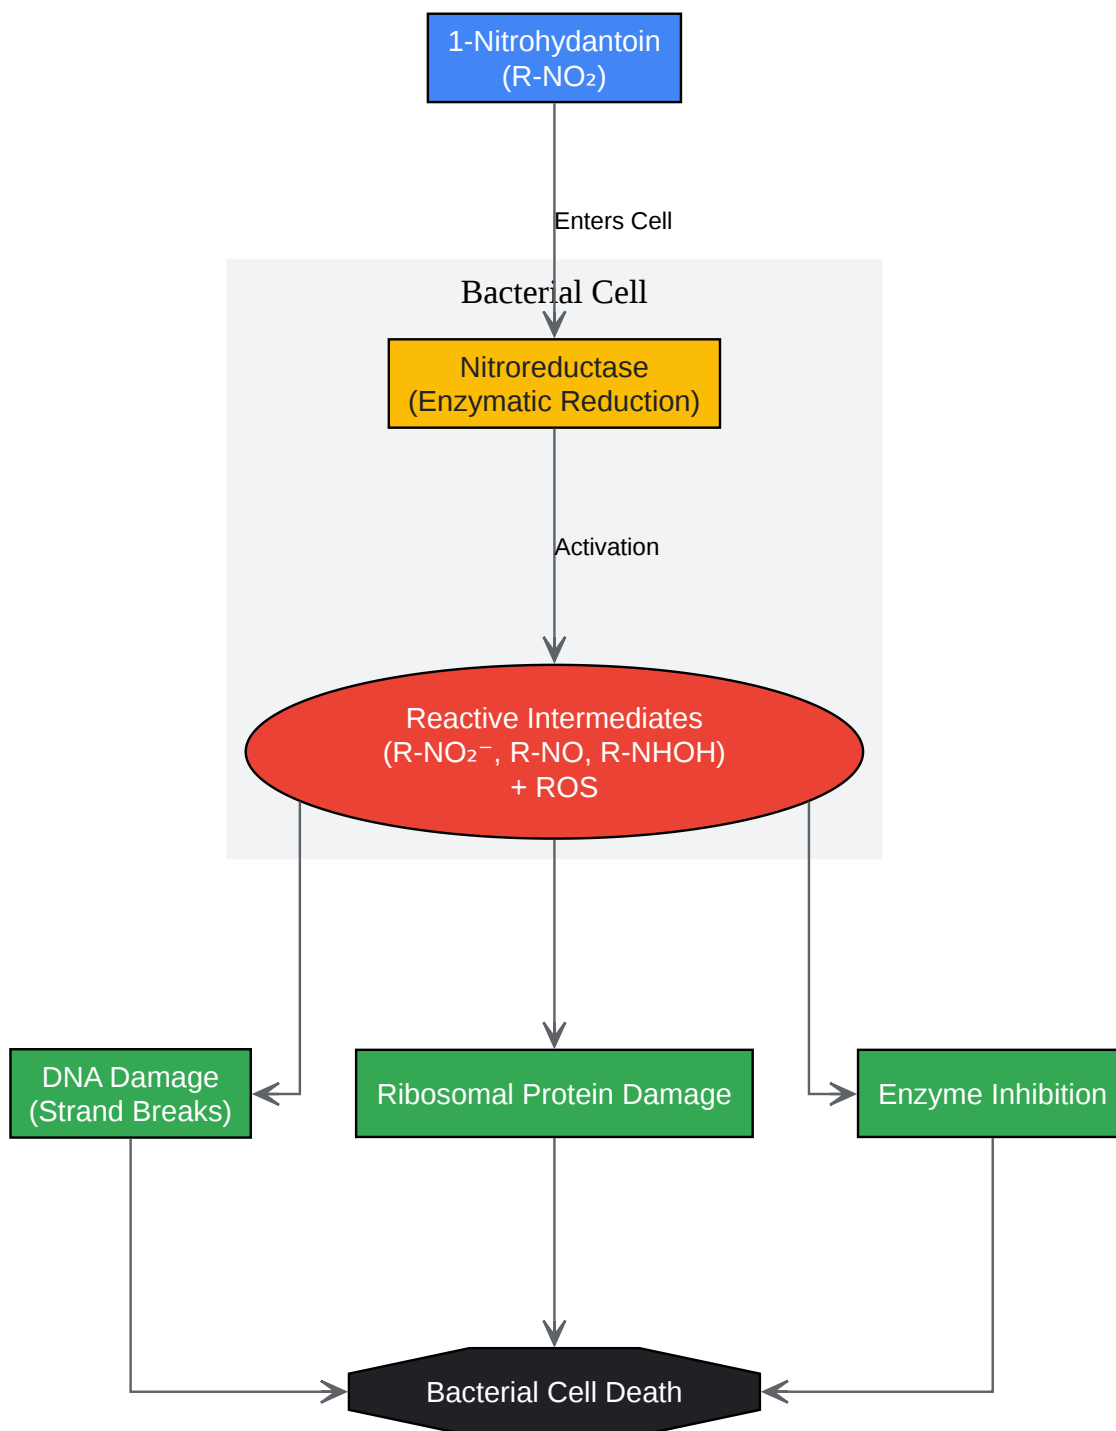 1-Nitrohydantoin
(R-NO₂)
Enters Cell
Bacterial Cell
Nitroreductase
(Enzymatic Reduction)
Activation
Reactive Intermediates
(R-NO₂⁻, R-NO, R-NHOH)
+ ROS
DNA Damage
(Strand Breaks)
Ribosomal Protein Damage
Enzyme Inhibition
Bacterial Cell Death